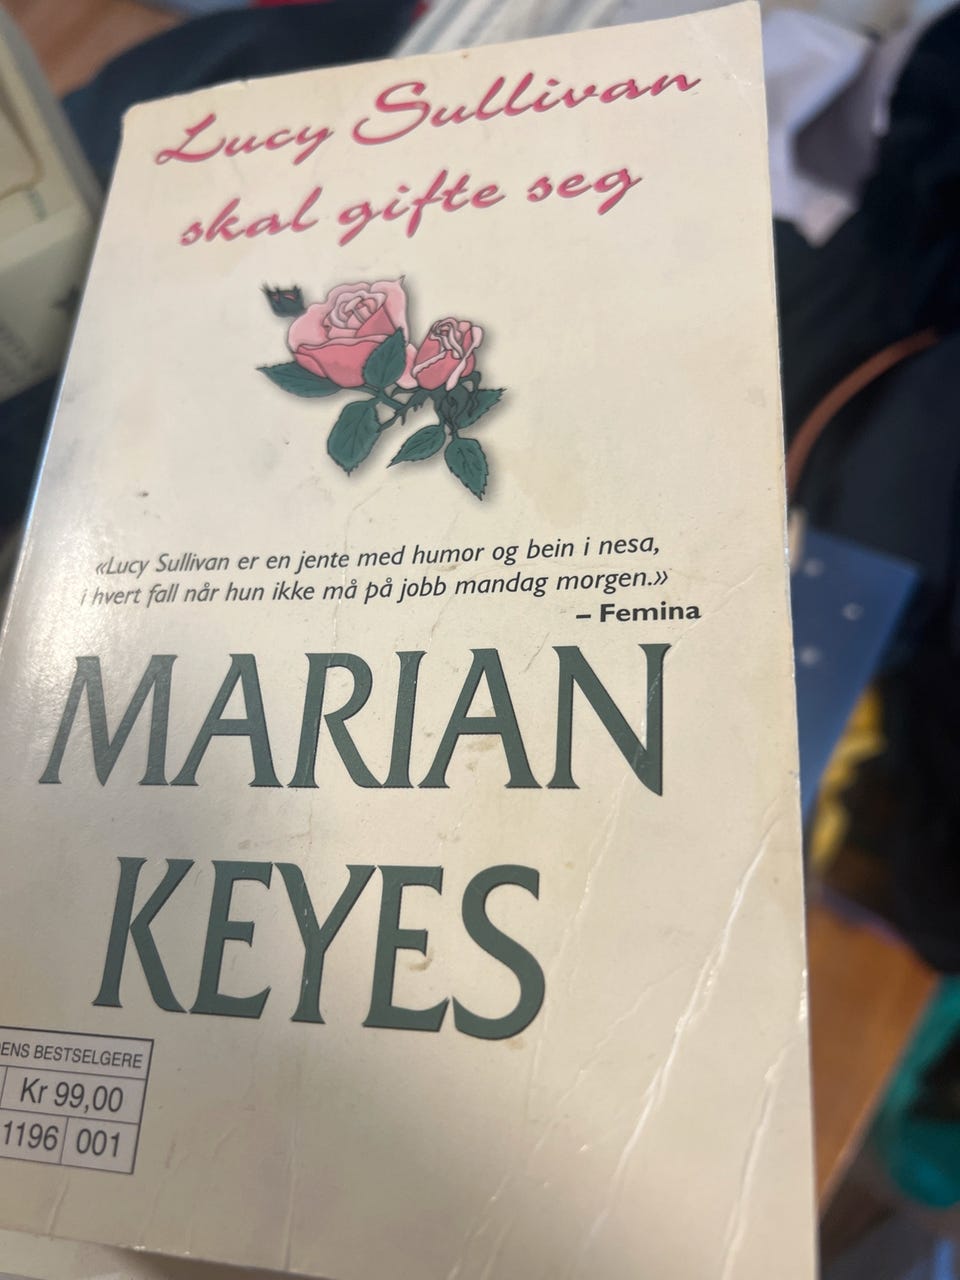 Lucy Sullivan
skal gifte seg
«Lucy Sullivan er en jente med humor og bein i nesa,
i hvert fall når hun ikke må på jobb mandag morgen.»
– Femina
MARIAN
KEYES
BESTSELGERE
Kr 99,00
1196 001